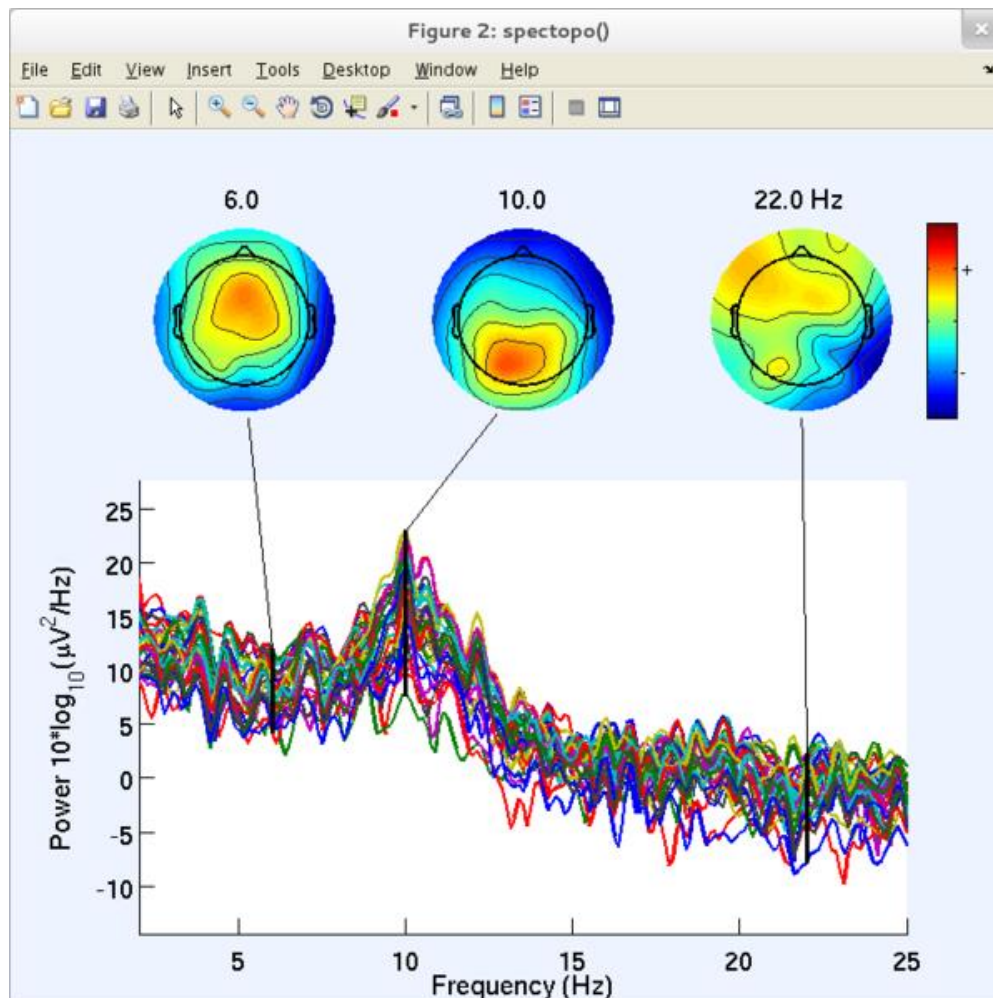 Figure 2: spectopo()
File Edit View Insert Tools Desktop Window Help
6.0 10.0 22.0 Hz
+
-
25
20
15
10
5
0
-5
-10
Power 10*log₁₀(μV²/Hz)
5 10 15 20 25
Frequency (Hz)